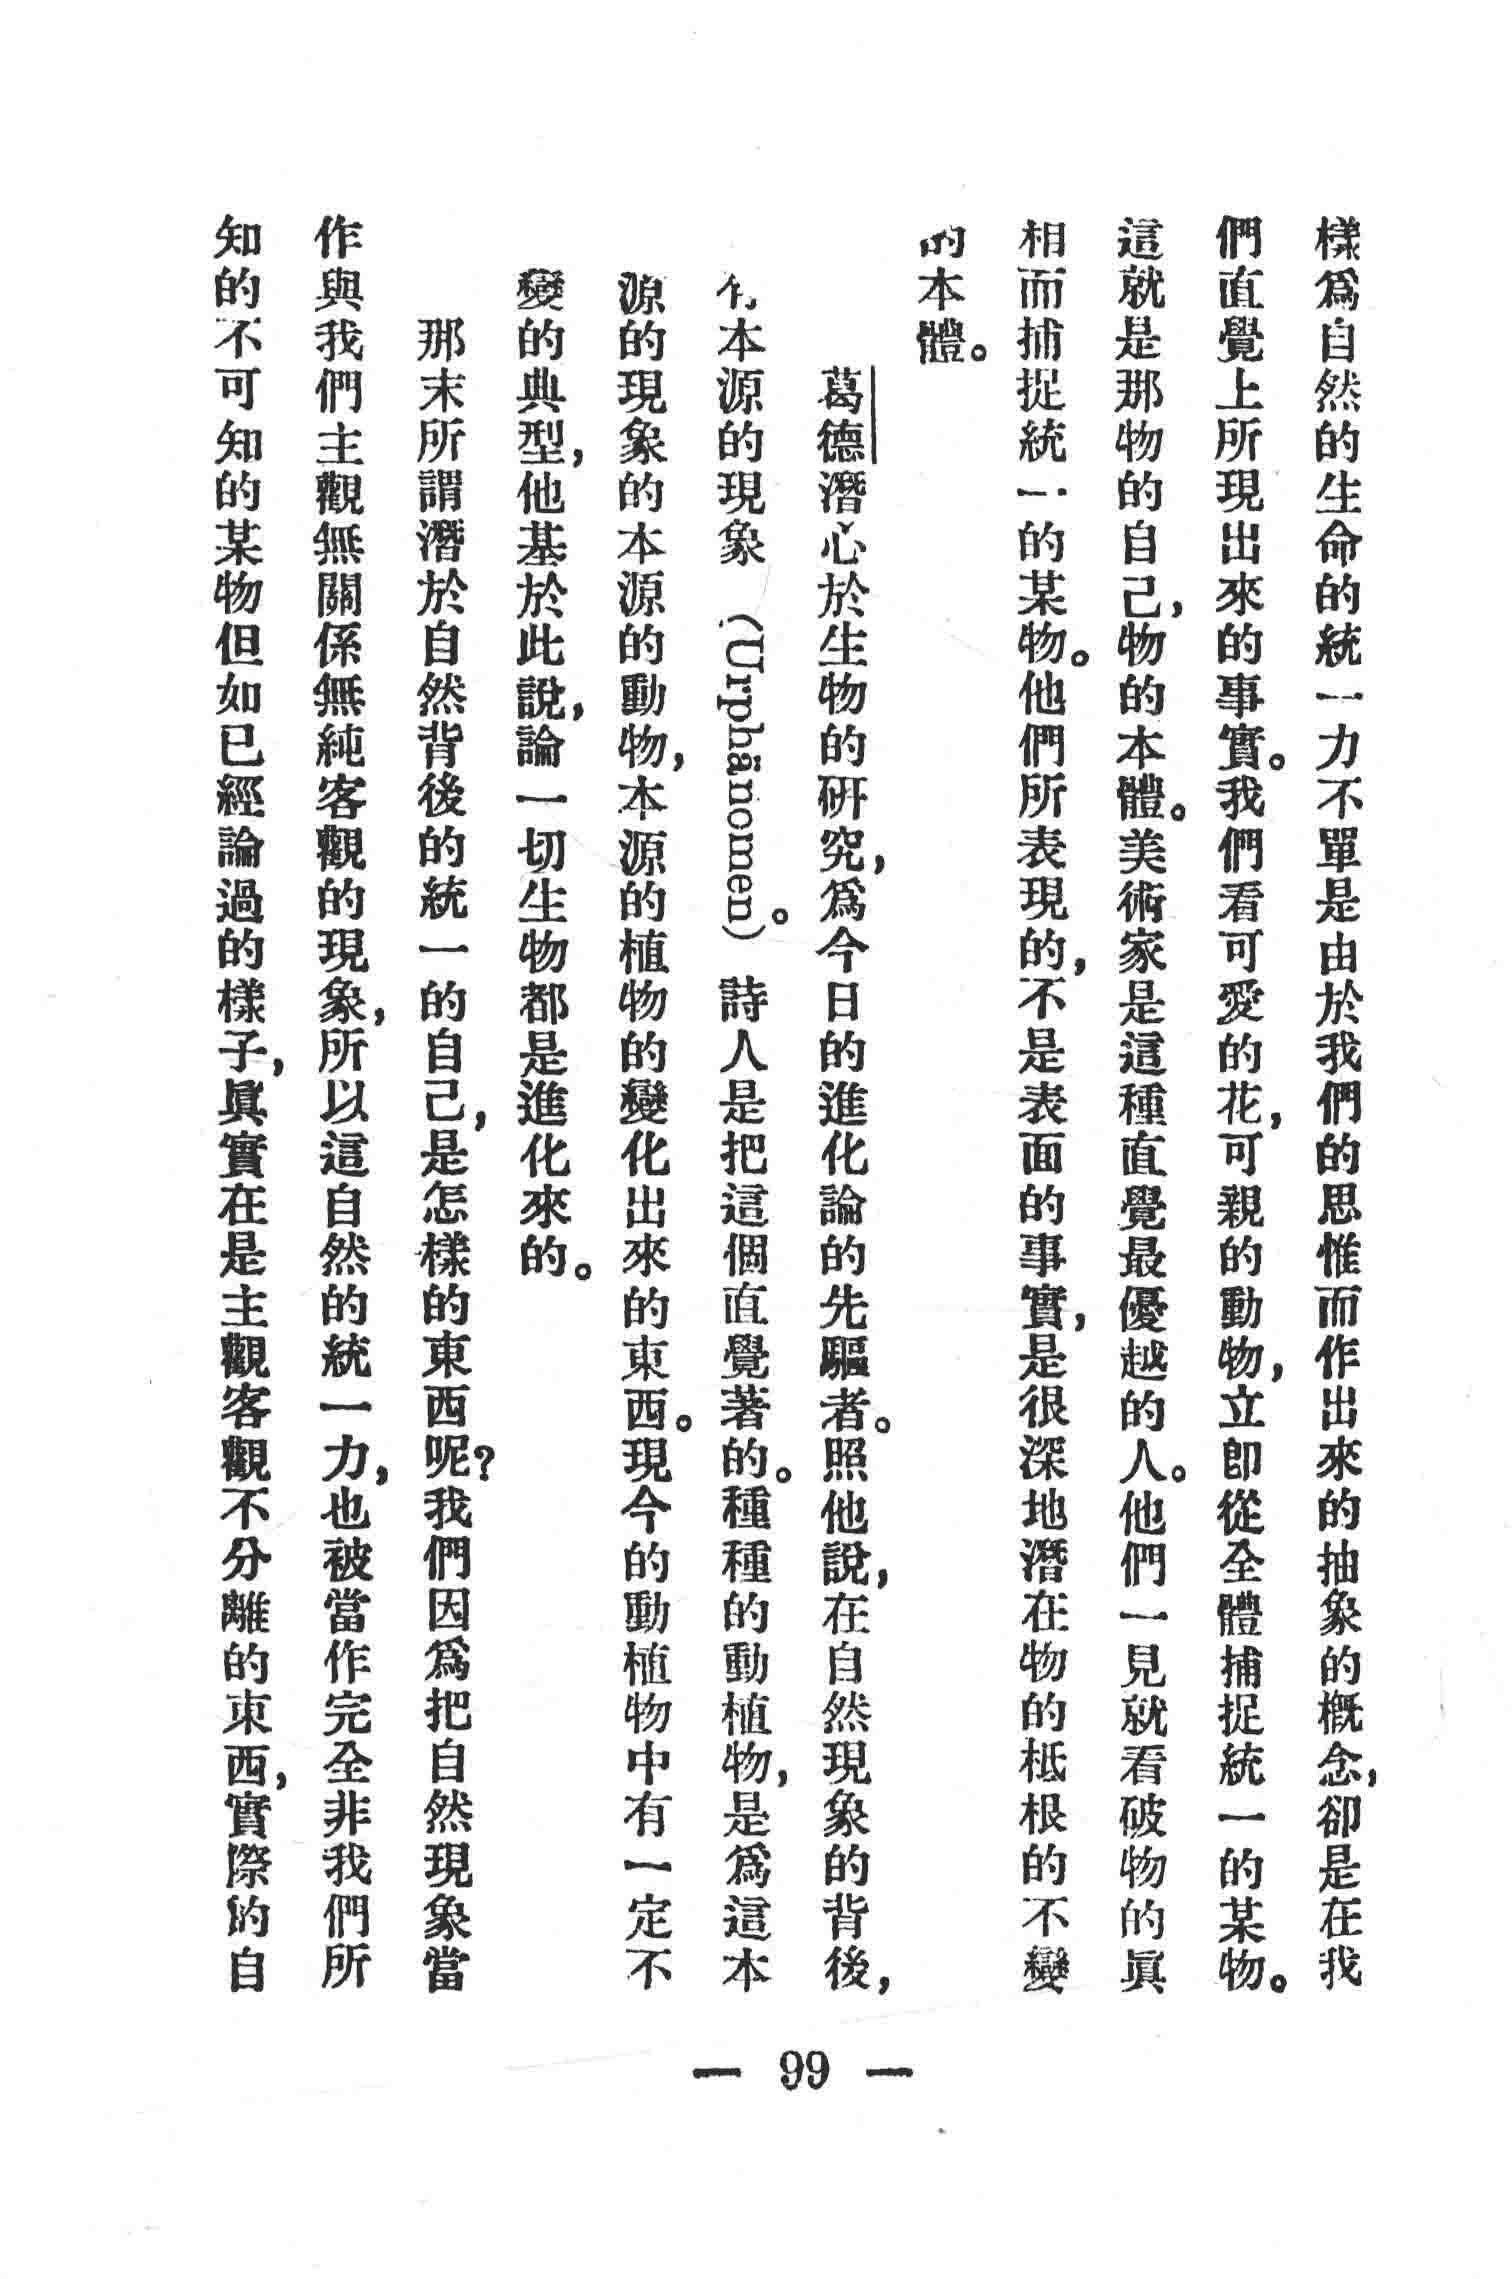 樣爲自然的生命的統一力不單是由於我們的思惟而作出來的抽象的槪念，卻是在我
們直覺上所現出來的事實。我們看可愛的花，可親的動物，立卽從全體捕捉統一的某物。
這就是那物的自己，物的本體。美術家是這種直覺最優越的人。他們一見就看破物的眞
相而捕捉統一的某物。他們所表現的，不是表面的事實，是很深地潛在物的柢根的不變
的本體。
葛德潛心於生物的硏究，爲今日的進化論的先驅者。照他說，在自然現象的背後，
有本源的現象（Urphänomen）。詩人是把這個直覺著的。種種的動植物，是爲這本
源的現象的本源的動物，本源的植物的變化出來的東西。現今的動植物中有一定不
變的典型，他基於此說，論一切生物都是進化來的。
那末所謂潛於自然背後的統一的自己，是怎樣的東西呢？我們因爲把自然現象當
作與我們主觀無關係無純客觀的現象，所以這自然的統一力，也被當作完全非我們所
知的不可知的某物但如已經論過的樣子，眞實在是主觀客觀不分離的東西，實際的自
— 99 —